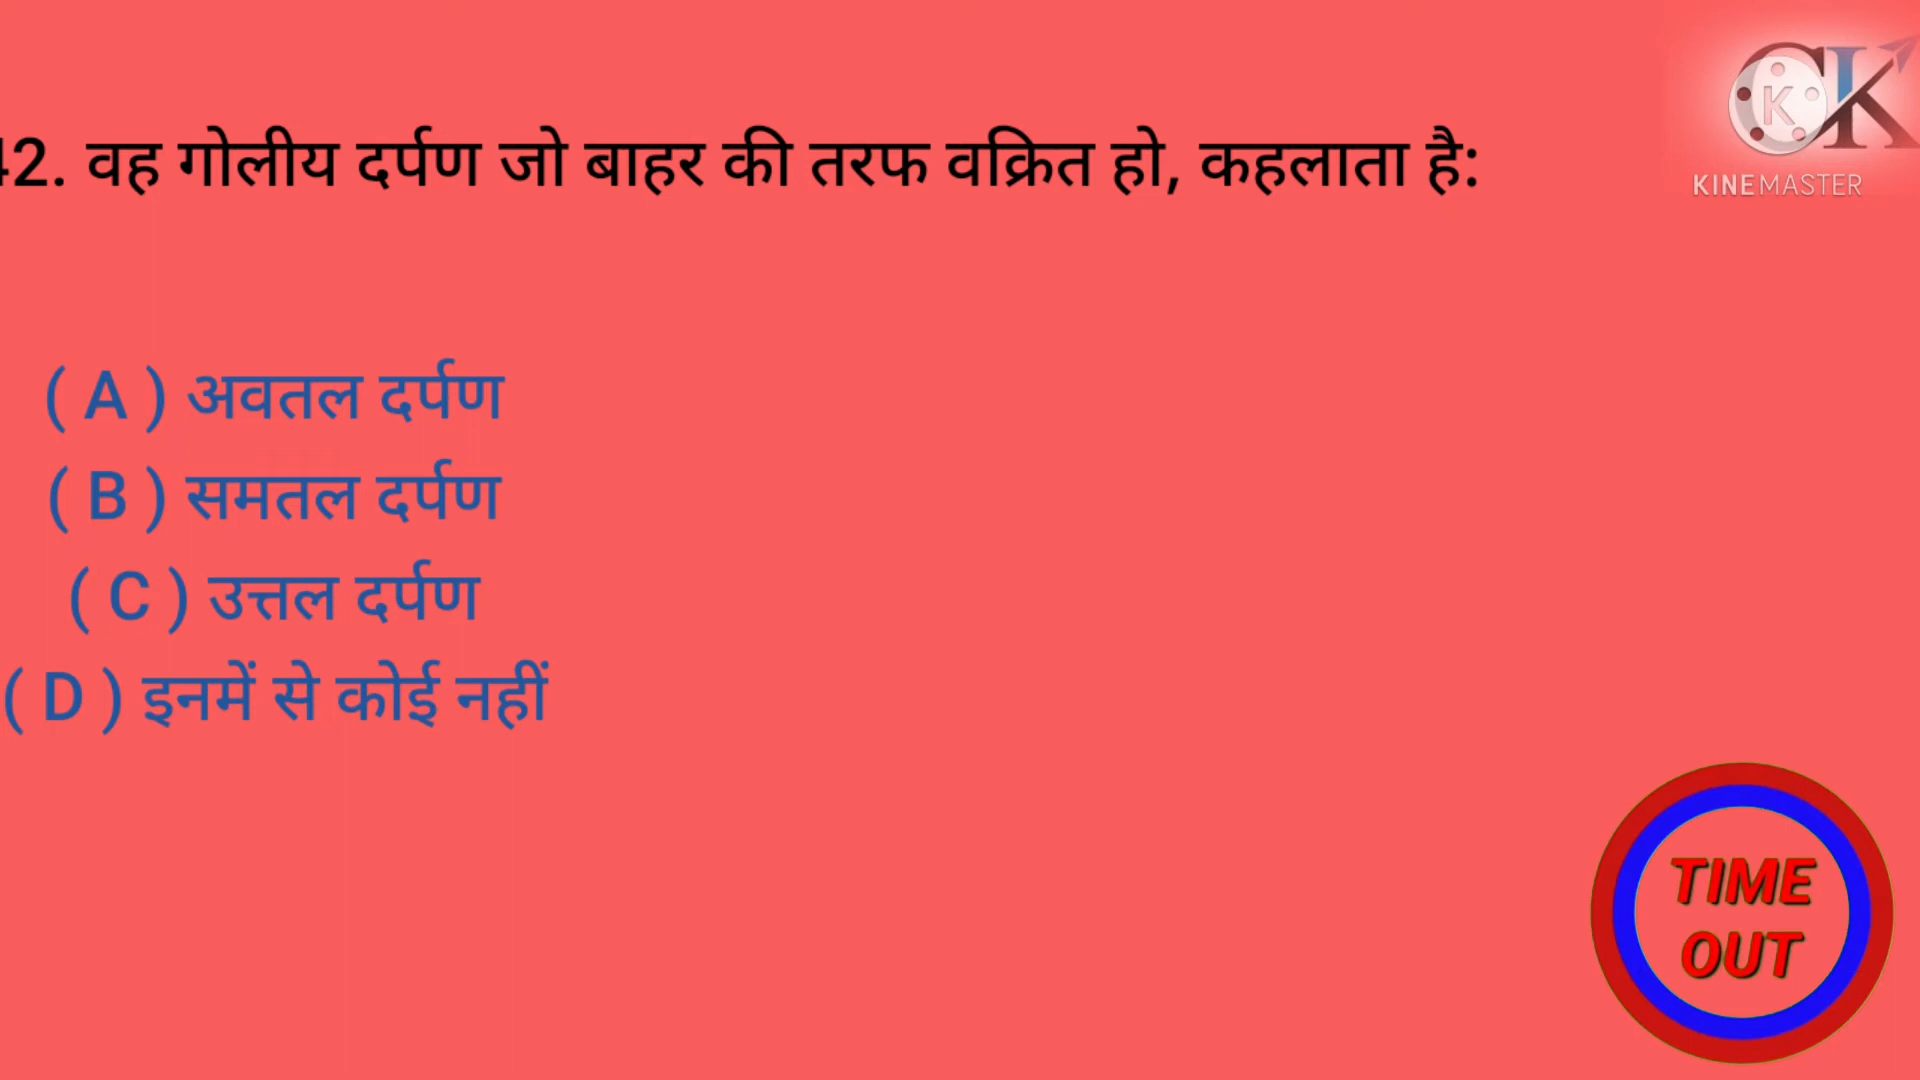 42. वह गोलीय दर्पण जो बाहर की तरफ वक्रित हो, कहलाता है:
( A ) अवतल दर्पण
( B ) समतल दर्पण
( C ) उत्तल दर्पण
( D ) इनमें से कोई नहीं
K
KINEMASTER
TIME
OUT